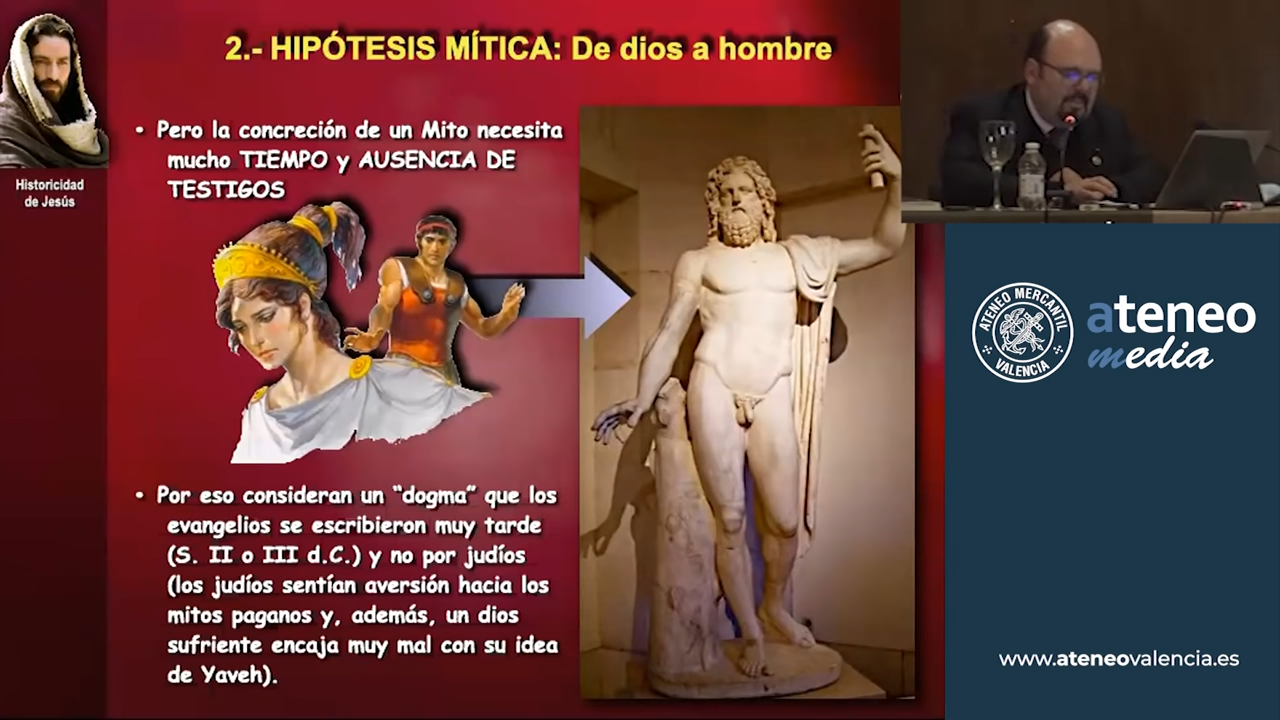 2.- HIPÓTESIS MÍTICA: De dios a hombre
Historicidad
de Jesús
• Pero la concreción de un Mito necesita
mucho TIEMPO y AUSENCIA DE
TESTIGOS
• Por eso consideran un “dogma” que los
evangelios se escribieron muy tarde
(S. II o III d.C.) y no por judíos
(los judíos sentían aversión hacia los
mitos paganos y, además, un dios
sufriente encaja muy mal con su idea
de Yaveh).
ATENEO MERCANTIL
VALENCIA
ateneo
media
www.ateneovalencia.es